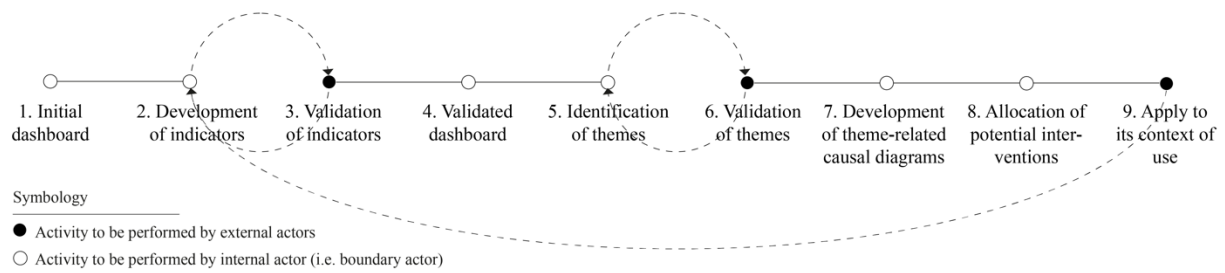 1. Initial
dashboard
2. Development
of indicators
3. Validation
of indicators
4. Validated
dashboard
5. Identification
of themes
6. Validation
of themes
7. Development
of theme-related
causal diagrams
8. Allocation of
potential inter-
ventions
9. Apply to
its context of
use
Symbology
Activity to be performed by external actors
Activity to be performed by internal actor (i.e. boundary actor)